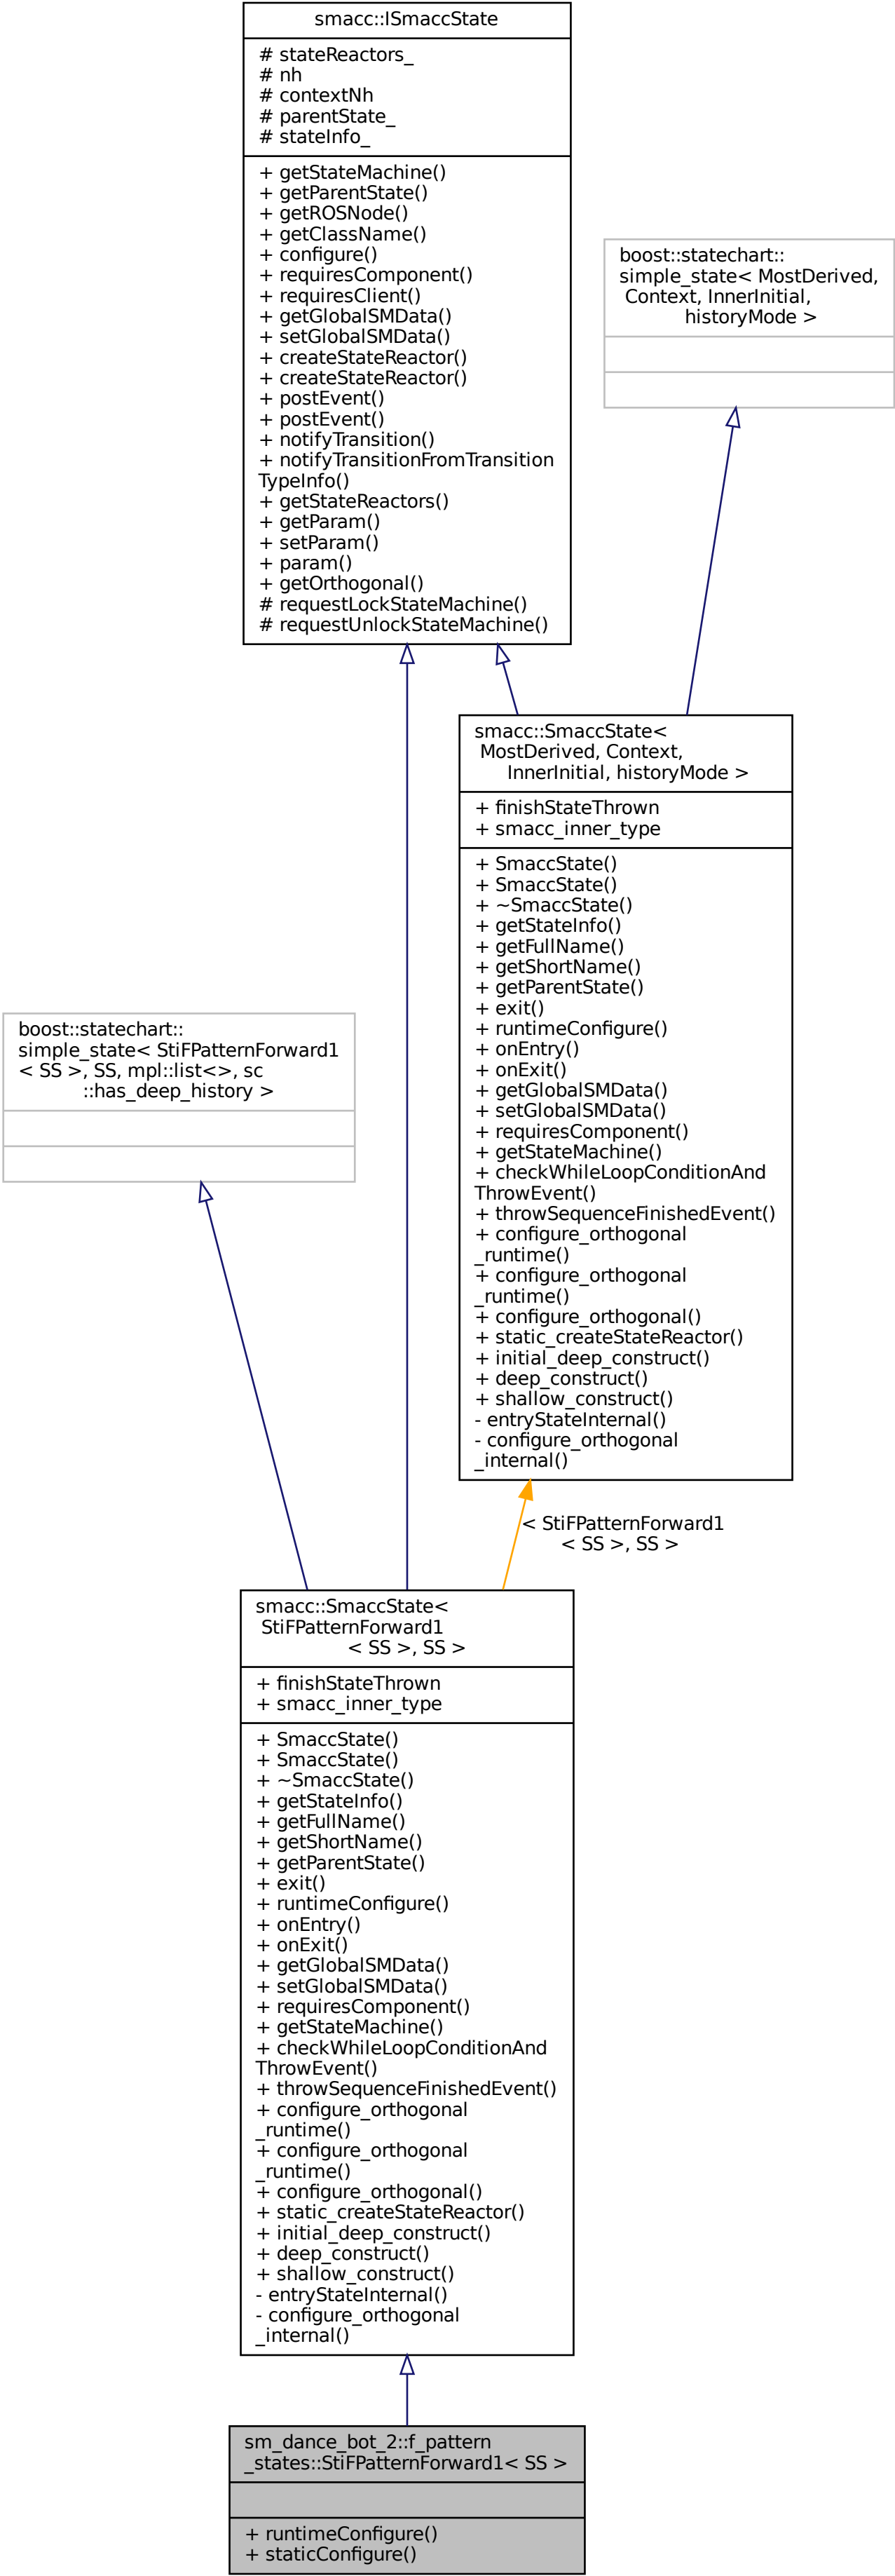 smacc::ISmaccState
# stateReactors_
# nh
# contextNh
# parentState_
# stateInfo_
+ getStateMachine()
+ getParentState()
+ getROSNode()
+ getClassName()
+ configure()
+ requiresComponent()
+ requiresClient()
+ getGlobalSMData()
+ setGlobalSMData()
+ createStateReactor()
+ createStateReactor()
+ postEvent()
+ postEvent()
+ notifyTransition()
+ notifyTransitionFromTransition
TypeInfo()
+ getStateReactors()
+ getParam()
+ setParam()
+ param()
+ getOrthogonal()
# requestLockStateMachine()
# requestUnlockStateMachine()
boost::statechart::
simple_state< MostDerived,
Context, InnerInitial,
historyMode >
smacc::SmaccState<
MostDerived, Context,
InnerInitial, historyMode >
+ finishStateThrown
+ smacc_inner_type
+ SmaccState()
+ SmaccState()
+ ~SmaccState()
+ getStateInfo()
+ getFullName()
+ getShortName()
+ getParentState()
+ exit()
+ runtimeConfigure()
+ onEntry()
+ onExit()
+ getGlobalSMData()
+ setGlobalSMData()
+ requiresComponent()
+ getStateMachine()
+ checkWhileLoopConditionAnd
ThrowEvent()
+ throwSequenceFinishedEvent()
+ configure_orthogonal
_runtime()
+ configure_orthogonal
_runtime()
+ configure_orthogonal()
+ static_createStateReactor()
+ initial_deep_construct()
+ deep_construct()
+ shallow_construct()
- entryStateInternal()
- configure_orthogonal
_internal()
boost::statechart::
simple_state< StiFPatternForward1
< SS >, SS, mpl::list<>, sc
::has_deep_history >
< StiFPatternForward1
< SS >, SS >
smacc::SmaccState<
StiFPatternForward1
< SS >, SS >
+ finishStateThrown
+ smacc_inner_type
+ SmaccState()
+ SmaccState()
+ ~SmaccState()
+ getStateInfo()
+ getFullName()
+ getShortName()
+ getParentState()
+ exit()
+ runtimeConfigure()
+ onEntry()
+ onExit()
+ getGlobalSMData()
+ setGlobalSMData()
+ requiresComponent()
+ getStateMachine()
+ checkWhileLoopConditionAnd
ThrowEvent()
+ throwSequenceFinishedEvent()
+ configure_orthogonal
_runtime()
+ configure_orthogonal
_runtime()
+ configure_orthogonal()
+ static_createStateReactor()
+ initial_deep_construct()
+ deep_construct()
+ shallow_construct()
- entryStateInternal()
- configure_orthogonal
_internal()
sm_dance_bot_2::f_pattern
_states::StiFPatternForward1< SS >
+ runtimeConfigure()
+ staticConfigure()